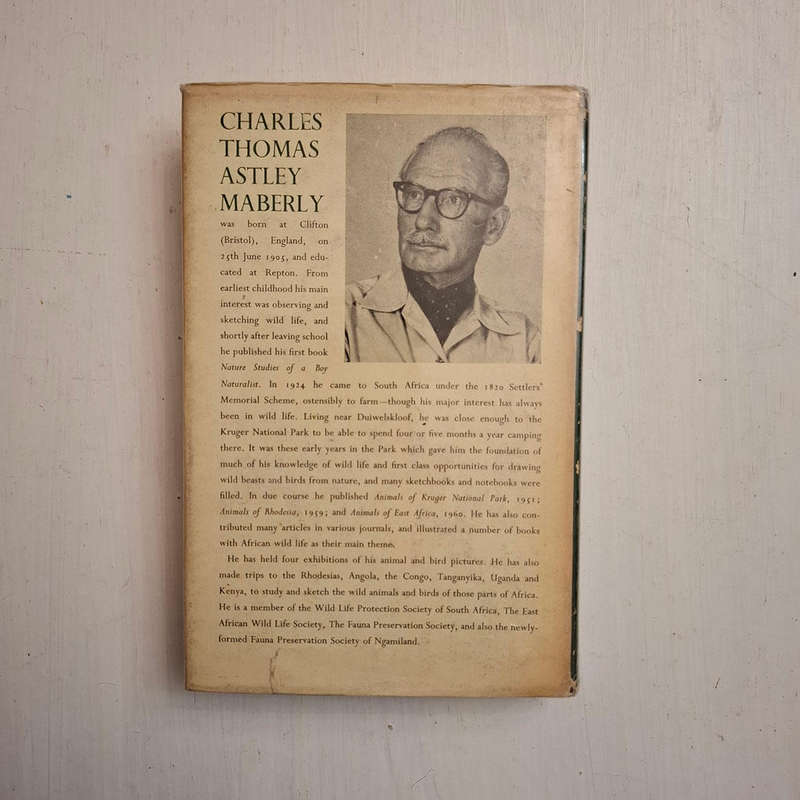 CHARLES
THOMAS
ASTLEY
MABERLY
was born at Clifton
(Bristol), England, on
25th June 1905, and edu-
cated at Repton. From
earliest childhood his main
interest was observing and
sketching wild life, and
shortly after leaving school
he published his first book
Nature Studies of a Boy
Naturalist. In 1924 he came to South Africa under the 1820 Settlers'
Memorial Scheme, ostensibly to farm—though his major interest has always
been in wild life. Living near Duiwelskloof, he was close enough to the
Kruger National Park to be able to spend four or five months a year camping
there. It was these early years in the Park which gave him the foundation of
much of his knowledge of wild life and first class opportunities for drawing
wild beasts and birds from nature, and many sketchbooks and notebooks were
filled. In due course he published Animals of Kruger National Park, 1951;
Animals of Rhodesia, 1959; and Animals of East Africa, 1960. He has also con-
tributed many articles in various journals, and illustrated a number of books
with African wild life as their main theme.
He has held four exhibitions of his animal and bird pictures. He has also
made trips to the Rhodesias, Angola, the Congo, Tanganyika, Uganda and
Kenya, to study and sketch the wild animals and birds of those parts of Africa.
He is a member of the Wild Life Protection Society of South Africa, The East
African Wild Life Society, The Fauna Preservation Society, and also the newly-
formed Fauna Preservation Society of Ngamiland.